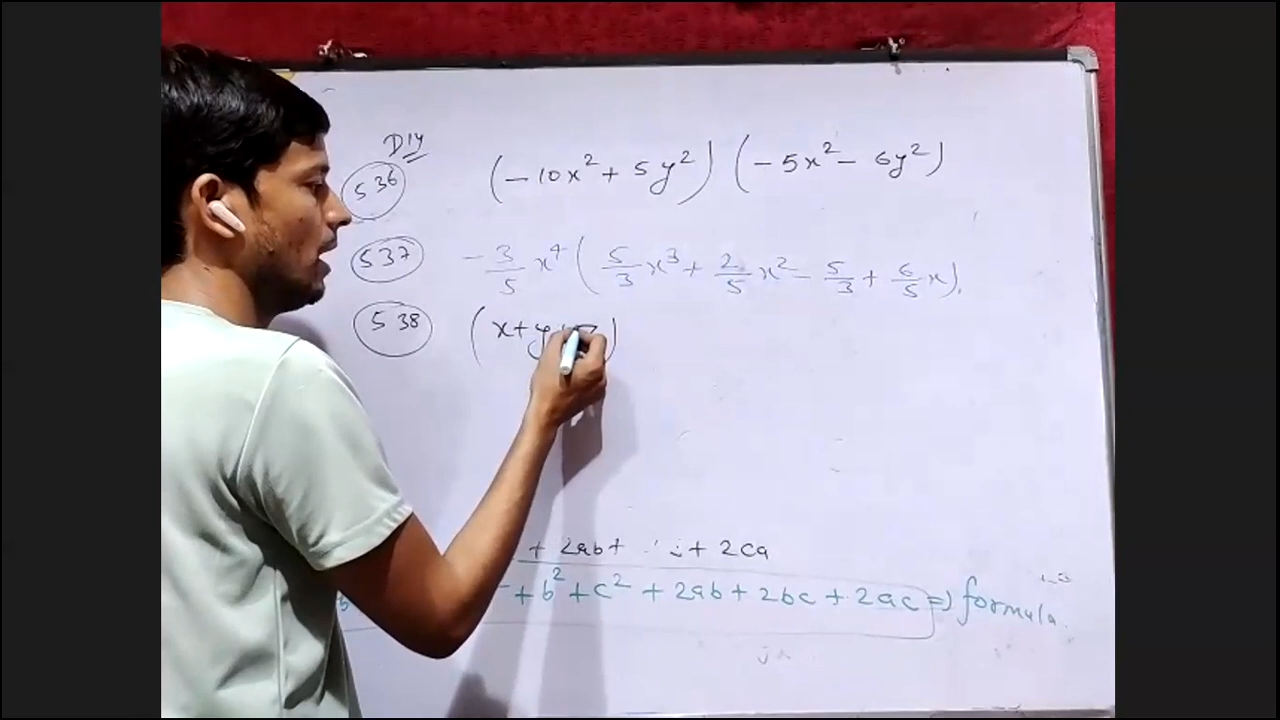 DIY
536 (-10x² + 5y²) (-5x² - 6y²)
537 -3/5 x⁴ (5/3 x³ + 2/5 x² - 5/3 + 6/5 x).
538 (x+y+z)
+ 2ab + + 2ca
+ b² + c² + 2ab + 2bc + 2ac => formula.